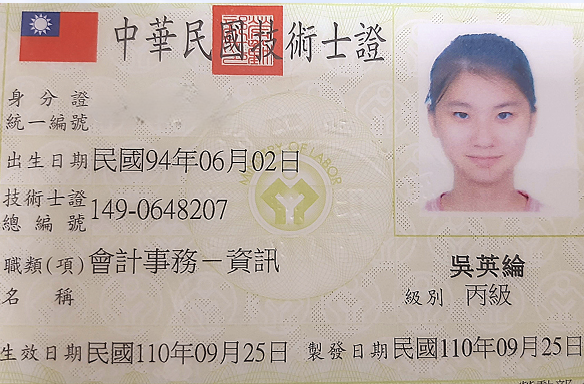 中華民國技術士證
身分證
統一編號
出生日期 民國94年06月02日
技術士證
總編號 149-0648207
職類(項) 會計事務－資訊
名稱
吳英綸
級別 丙級
生效日期 民國110年09月25日 製發日期 民國110年09月25日
MINISTRY OF LABOR